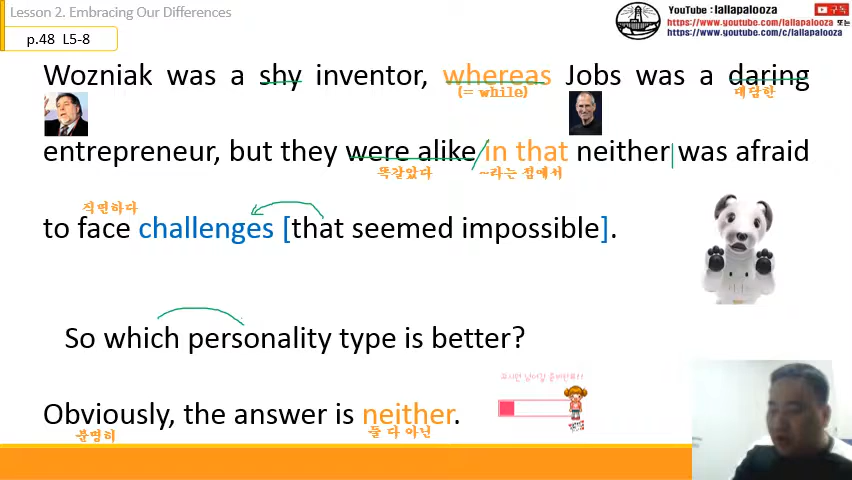 Lesson 2. Embracing Our Differences
YouTube : lallapalooza 구독
https://www.youtube.com/lallapalooza 또는
https://www.youtube.com/c/lallapalooza
p.48 L5-8
Wozniak was a shy inventor, whereas Jobs was a daring
(= while) 대담한
entrepreneur, but they were alike in that neither was afraid
똑같았다 ~라는 점에서
직면하다
to face challenges [that seemed impossible].
So which personality type is better?
Obviously, the answer is neither.
분명히 둘 다 아닌